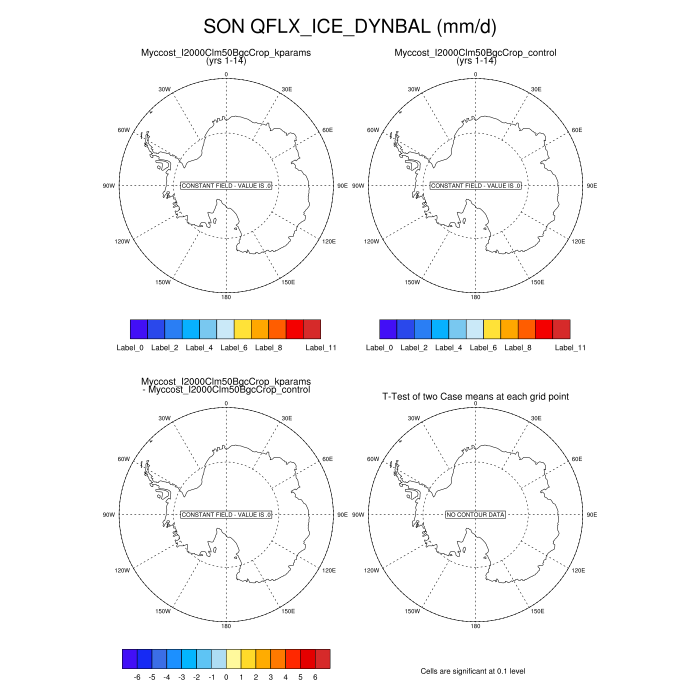 SON QFLX_ICE_DYNBAL (mm/d)
Myccost_I2000Clm50BgcCrop_kparams
(yrs 1-14)
0
30E
60E
90E
120E
150E
180
150W
120W
90W
60W
30W
CONSTANT FIELD - VALUE IS .0
Label_0 Label_2 Label_4 Label_6 Label_8 Label_11
Myccost_I2000Clm50BgcCrop_control
(yrs 1-14)
0
30E
60E
90E
120E
150E
180
150W
120W
90W
60W
30W
CONSTANT FIELD - VALUE IS .0
Label_0 Label_2 Label_4 Label_6 Label_8 Label_11
Myccost_I2000Clm50BgcCrop_kparams
- Myccost_I2000Clm50BgcCrop_control
0
30E
60E
90E
120E
150E
180
150W
120W
90W
60W
30W
CONSTANT FIELD - VALUE IS .0
-6 -5 -4 -3 -2 -1 0 1 2 3 4 5 6
T-Test of two Case means at each grid point
0
30E
60E
90E
120E
150E
180
150W
120W
90W
60W
30W
NO CONTOUR DATA
Cells are significant at 0.1 level